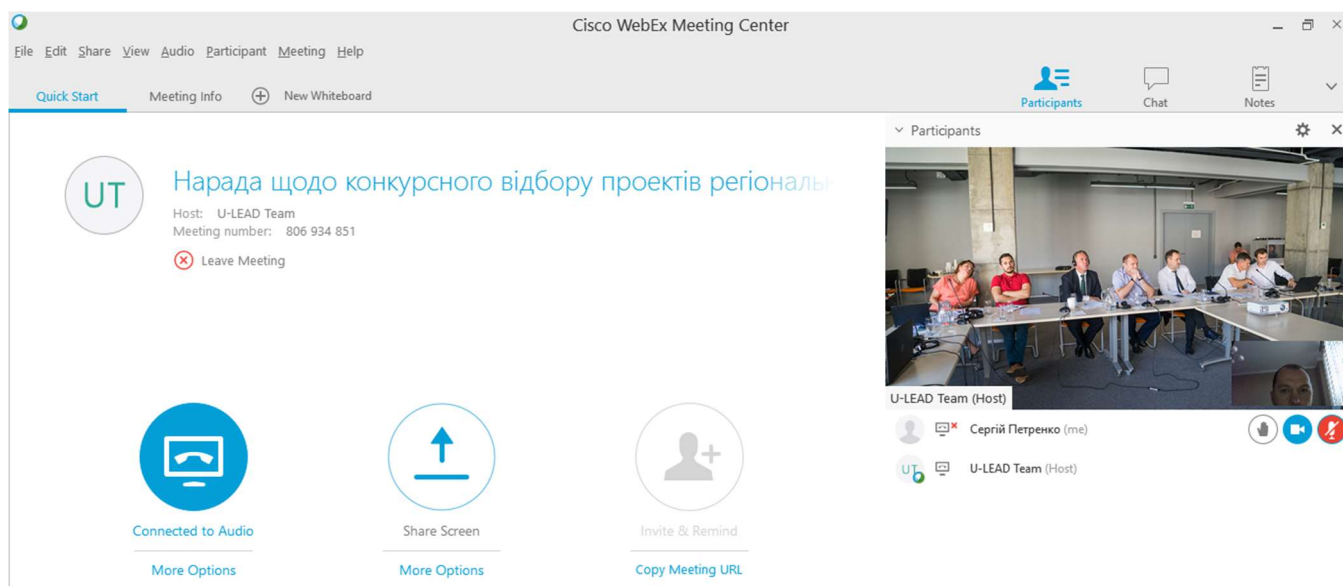 Cisco WebEx Meeting Center
File Edit Share View Audio Participant Meeting Help
Quick Start Meeting Info New Whiteboard
Participants Chat Notes
Participants
UT
Нарада щодо конкурсного відбору проектів регіональ
Host: U-LEAD Team
Meeting number: 806 934 851
Leave Meeting
U-LEAD Team (Host)
Сергій Петренко (me)
UT
U-LEAD Team (Host)
Connected to Audio Share Screen Invite & Remind
More Options More Options Copy Meeting URL